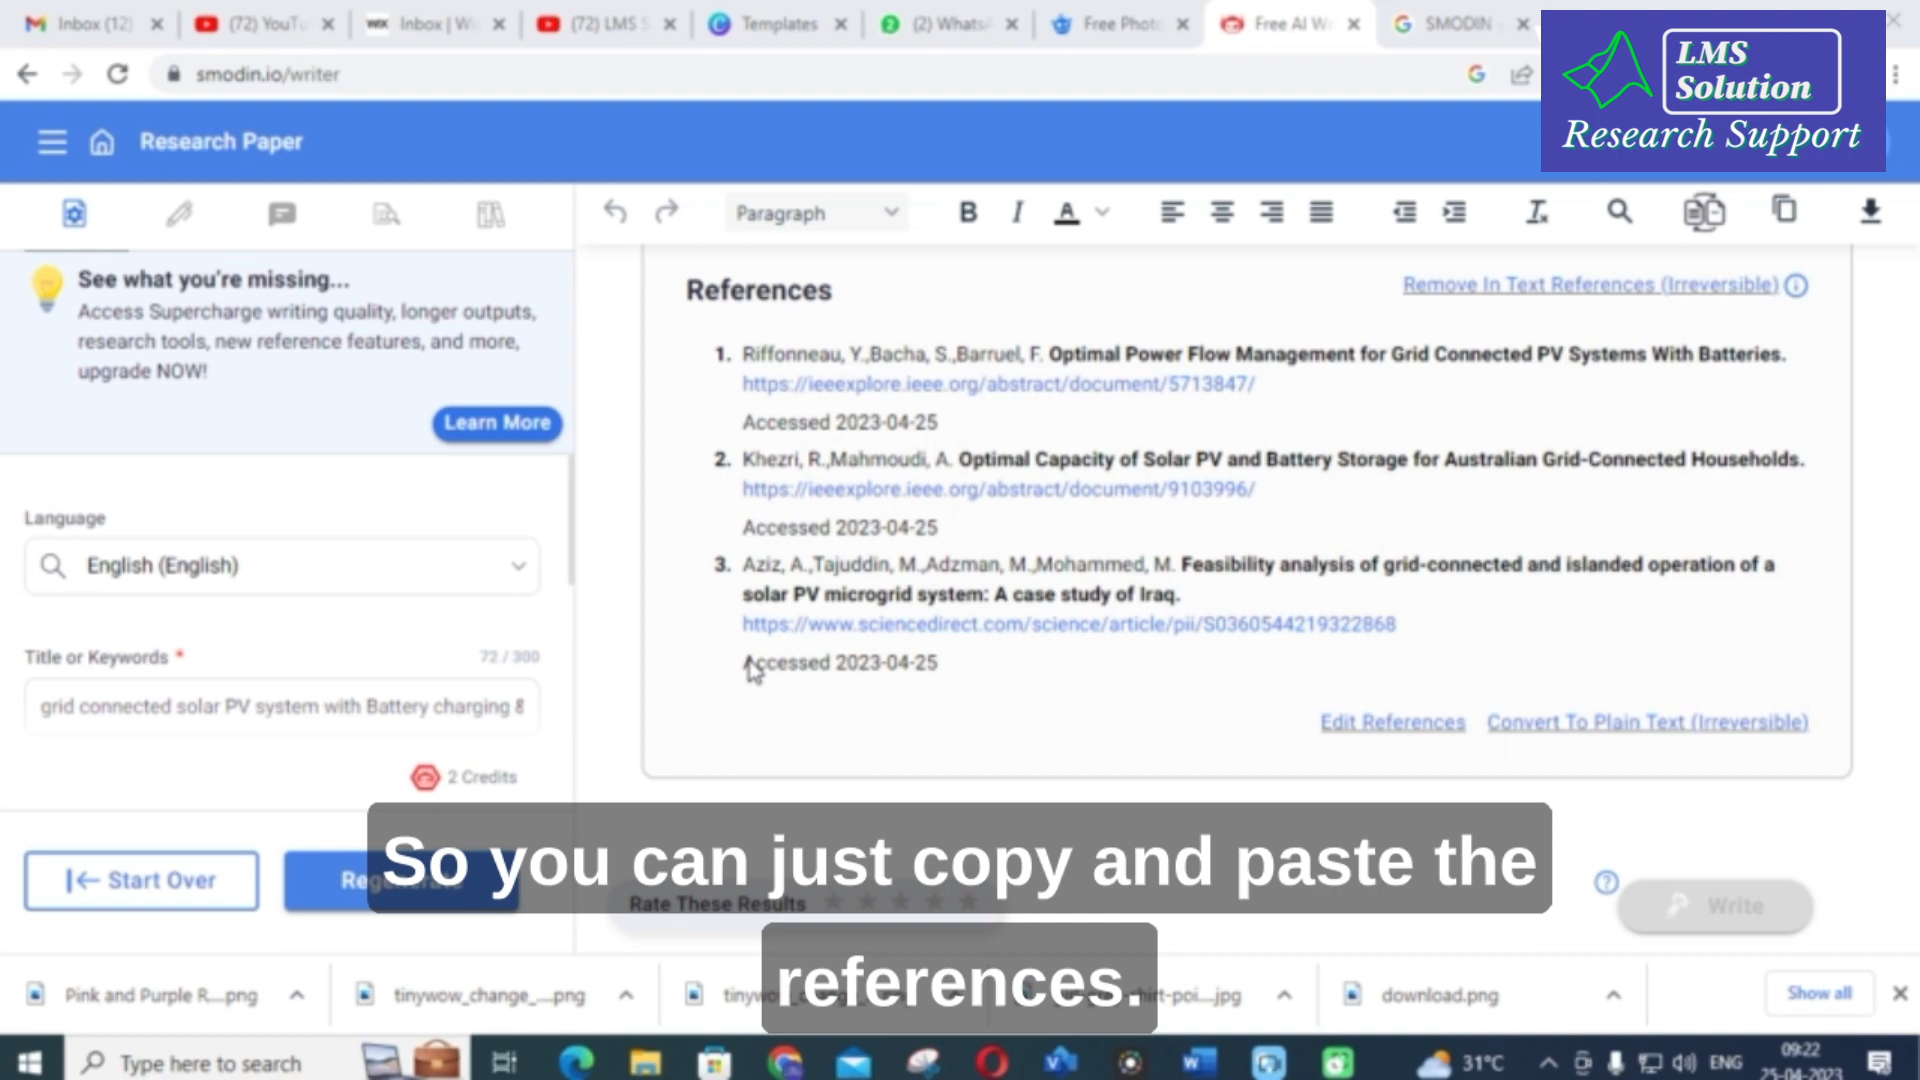 Inbox (12)
(72) YouTu
WIX Inbox | Wi
(72) LMS S
Templates
(2) Whats
Free Photo
Free AI Wr
SMODIN -
smodin.io/writer
LMS
Solution
Research Support
Research Paper
Paragraph
B I A
See what you're missing...
Access Supercharge writing quality, longer outputs,
research tools, new reference features, and more,
upgrade NOW!
Learn More
Language
English (English)
Title or Keywords *
72 / 300
grid connected solar PV system with Battery charging &
2 Credits
Start Over
References
Remove In Text References (Irreversible)
1. Riffonneau, Y.,Bacha, S.,Barruel, F. Optimal Power Flow Management for Grid Connected PV Systems With Batteries.
https://ieeexplore.ieee.org/abstract/document/5713847/
Accessed 2023-04-25
2. Khezri, R.,Mahmoudi, A. Optimal Capacity of Solar PV and Battery Storage for Australian Grid-Connected Households.
https://ieeexplore.ieee.org/abstract/document/9103996/
Accessed 2023-04-25
3. Aziz, A.,Tajuddin, M.,Adzman, M.,Mohammed, M. Feasibility analysis of grid-connected and islanded operation of a
solar PV microgrid system: A case study of Iraq.
https://www.sciencedirect.com/science/article/pii/S0360544219322868
Accessed 2023-04-25
Edit References
Convert To Plain Text (Irreversible)
So you can just copy and paste the
references.
Rate These Results
Write
Pink and Purple R....png
tinywow_change_....png
download.png
Show all
Type here to search
31°C
ENG
09:22
25-04-2023